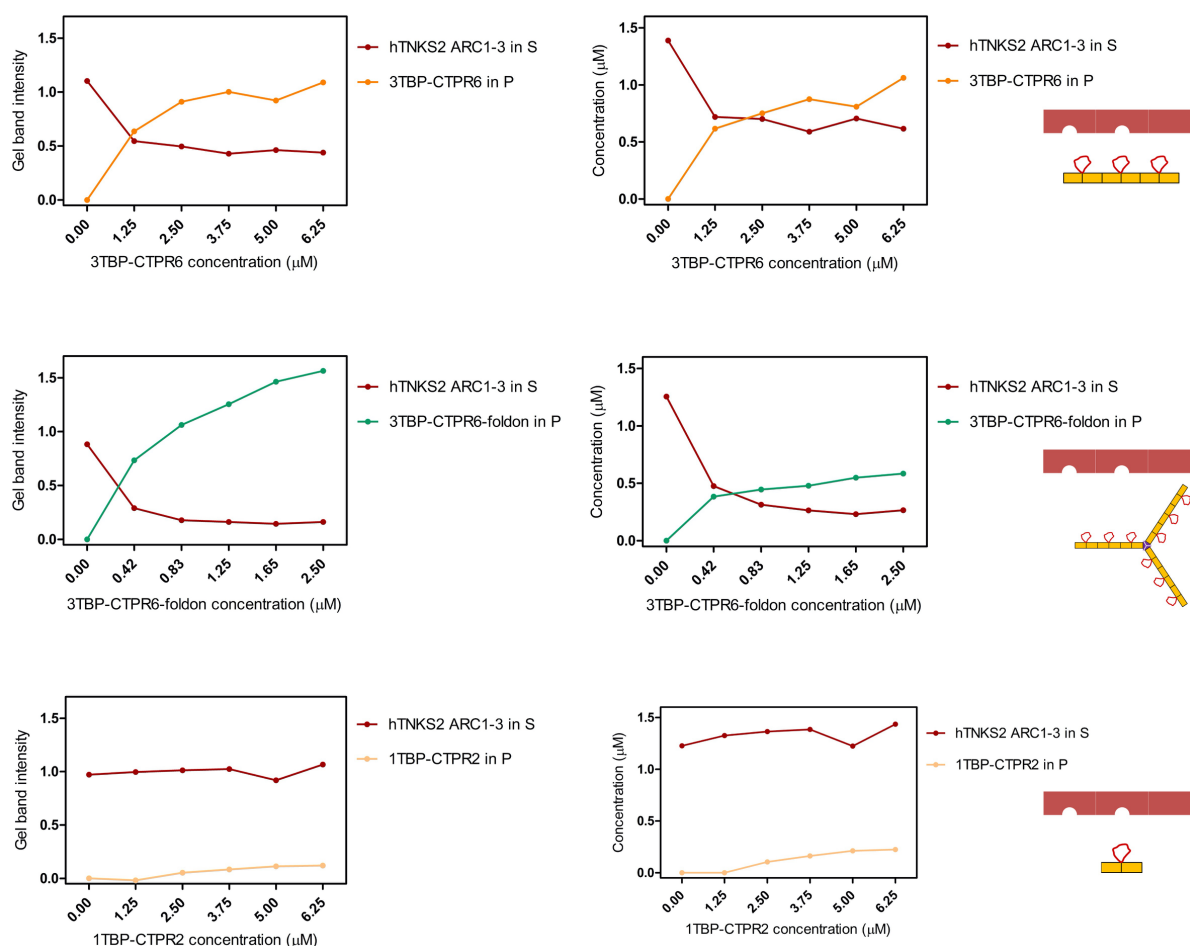 Gel band intensity
1.5
1.0
0.5
0.0
0.00 1.25 2.50 3.75 5.00 6.25
3TBP-CTPR6 concentration (μM)
hTNKS2 ARC1-3 in S
3TBP-CTPR6 in P
Concentration (μM)
1.5
1.0
0.5
0.0
0.00 1.25 2.50 3.75 5.00 6.25
3TBP-CTPR6 concentration (μM)
hTNKS2 ARC1-3 in S
3TBP-CTPR6 in P
Gel band intensity
1.5
1.0
0.5
0.0
0.00 0.42 0.83 1.25 1.65 2.50
3TBP-CTPR6-foldon concentration (μM)
hTNKS2 ARC1-3 in S
3TBP-CTPR6-foldon in P
Concentration (μM)
1.5
1.0
0.5
0.0
0.00 0.42 0.83 1.25 1.65 2.50
3TBP-CTPR6-foldon concentration (μM)
hTNKS2 ARC1-3 in S
3TBP-CTPR6-foldon in P
Gel band intensity
1.5
1.0
0.5
0.0
0.00 1.25 2.50 3.75 5.00 6.25
1TBP-CTPR2 concentration (μM)
hTNKS2 ARC1-3 in S
1TBP-CTPR2 in P
Concentration (μM)
1.5
1.0
0.5
0.0
0.00 1.25 2.50 3.75 5.00 6.25
1TBP-CTPR2 concentration (μM)
hTNKS2 ARC1-3 in S
1TBP-CTPR2 in P